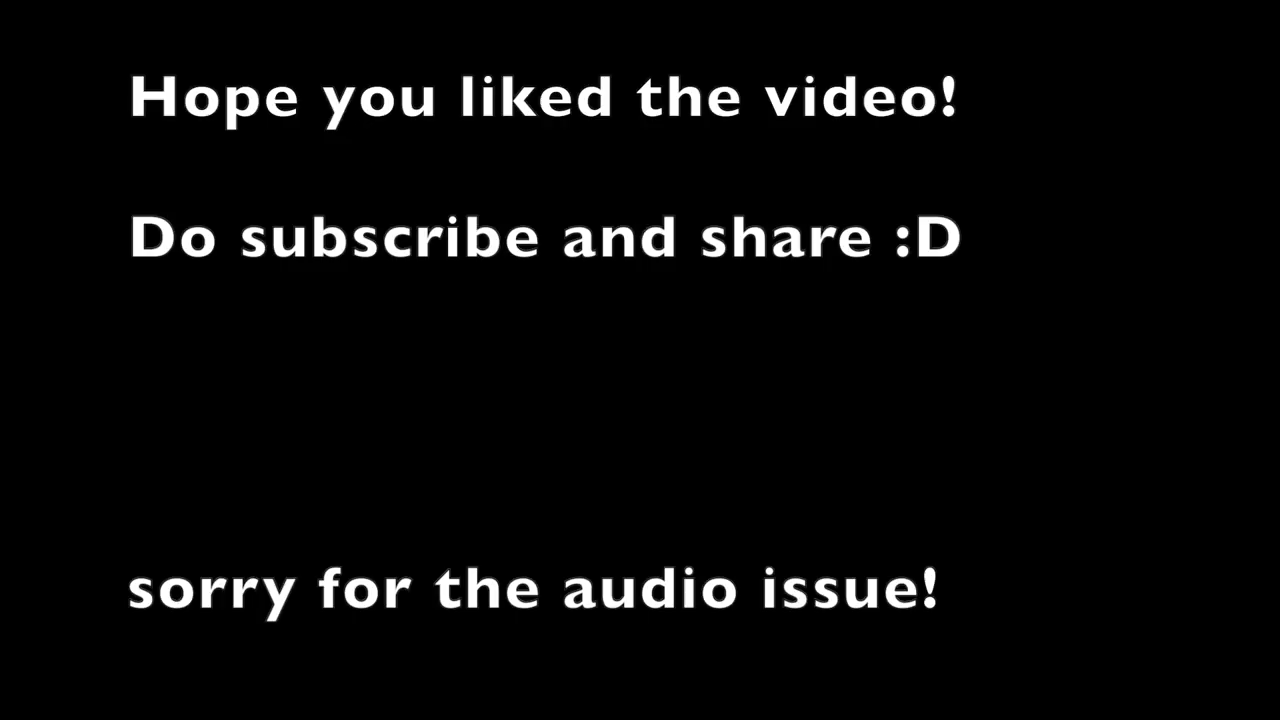 Hope you liked the video!
Do subscribe and share :D
sorry for the audio issue!